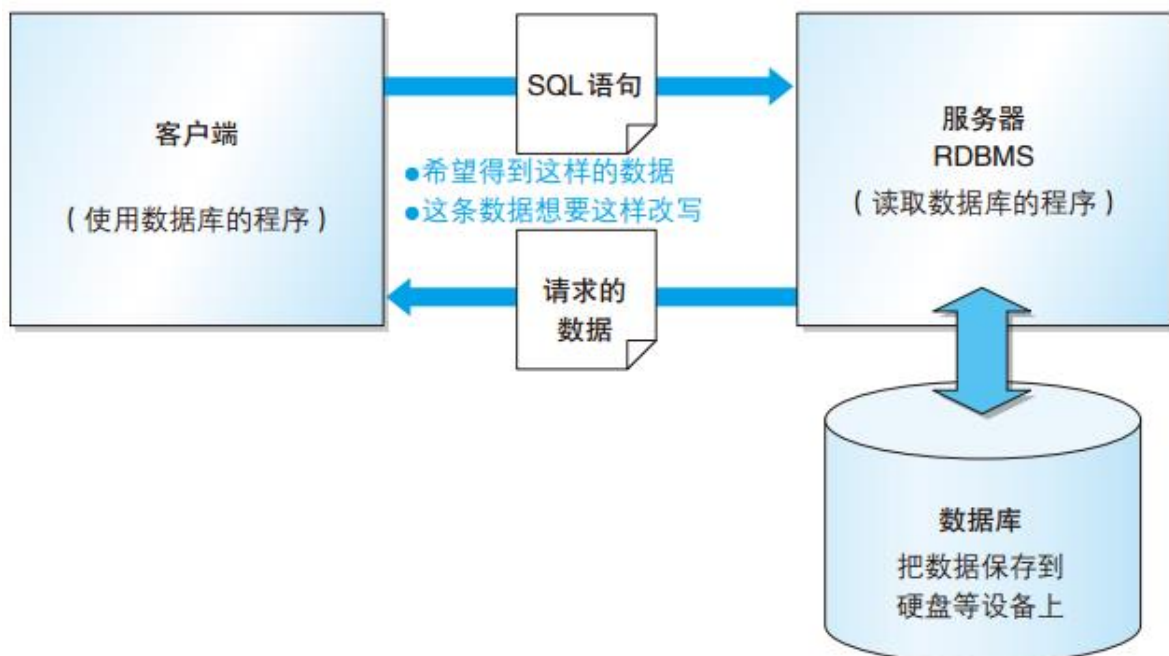 客户端
(使用数据库的程序)
SQL语句
●希望得到这样的数据
●这条数据想要这样改写
请求的
数据
服务器
RDBMS
(读取数据库的程序)
数据库
把数据保存到
硬盘等设备上